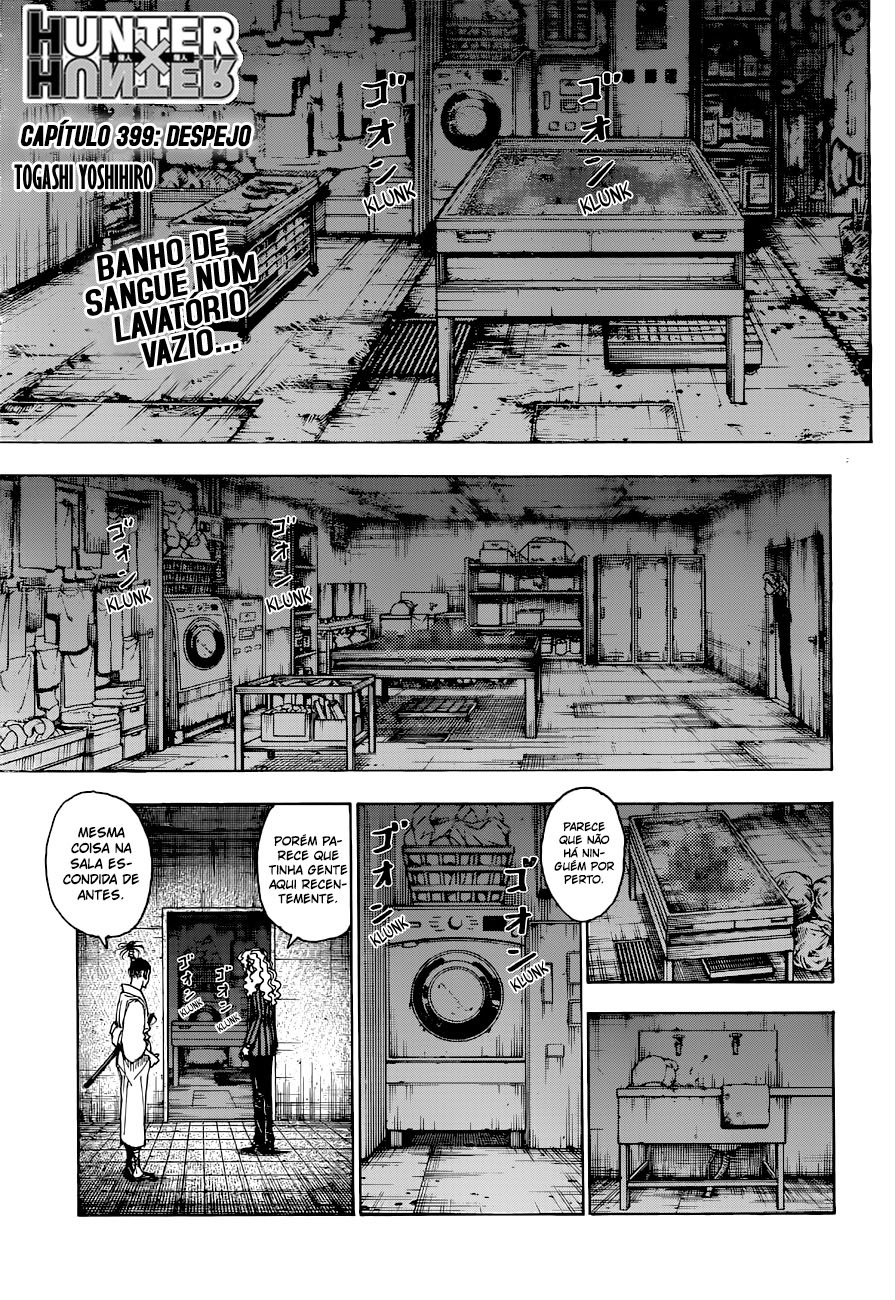 HUNTER
×
HUNTER
CAPÍTULO 399: DESPEJO
TOGASHI YOSHIHIRO
BANHO DE
SANGUE NUM
LAVATÓRIO
VAZIO...
ゴオン
KLUNK
ゴオン
KLUNK
ゴオン
KLUNK
ゴオン
KLUNK
PARECE
QUE NÃO
HÁ NIN-
GUÉM POR
PERTO.
ゴオン
KLUNK
ゴオン
KLUNK
PORÉM PA-
RECE QUE
TINHA GENTE
AQUI RECEN-
TEMENTE.
MESMA
COISA NA
SALA ES-
CONDIDA DE
ANTES.
ゴオン
KLUNK
ゴオン
KLUNK